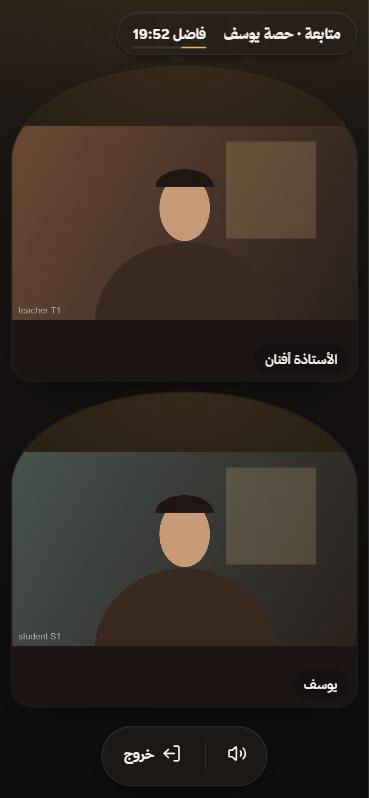 متابعة · حصة يوسف
فاضل 19:52
teacher T1
الأستاذة أفنان
student S1
يوسف
خروج